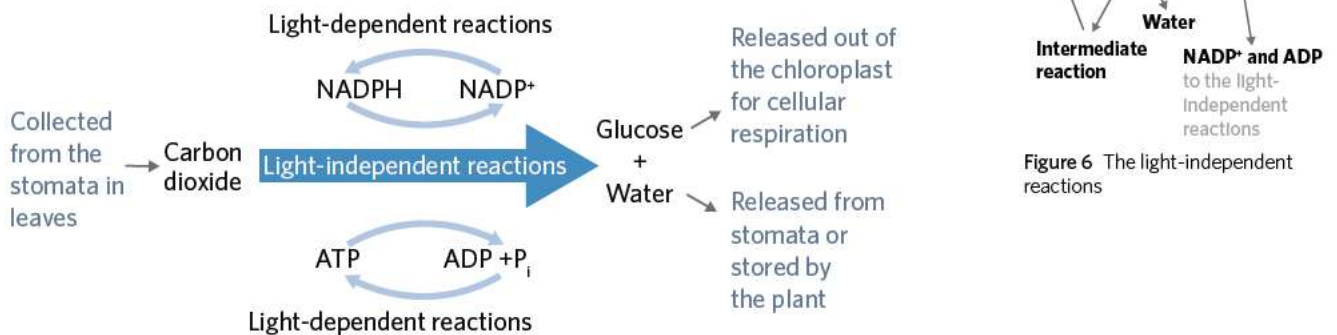 Light-dependent reactions
NADPH
NADP+
Collected
from the
stomata in
leaves
Carbon
dioxide
Light-independent reactions
Glucose
+
Water
Released out of
the chloroplast
for cellular
respiration
Released from
stomata or
stored by
the plant
ATP
ADP +Pi
Light-dependent reactions
Water
Intermediate
reaction
NADP+ and ADP
to the light-
independent
reactions
Figure 6 The light-independent
reactions